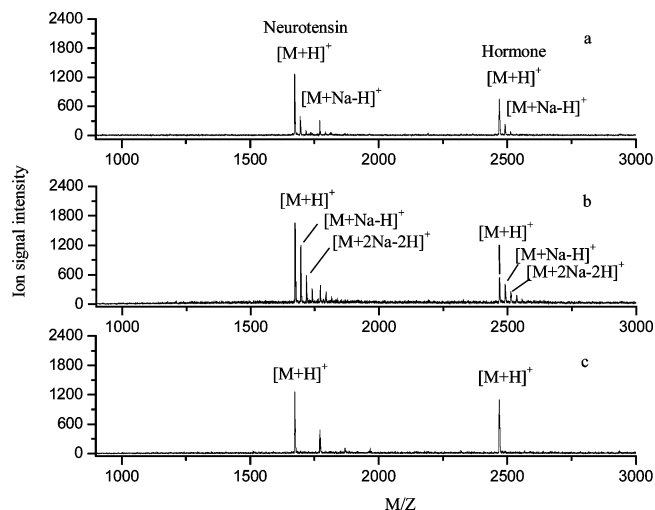 2400
Neurotensin
a
1800
[M+H]+
Hormone
[M+H]+
1200
[M+Na-H]+
[M+Na-H]+
600
0
1000 1500 2000 2500 3000
2400
b
1800
[M+H]+
[M+Na-H]+
[M+H]+
1200
[M+2Na-2H]+
[M+Na-H]+
600
[M+2Na-2H]+
0
1000 1500 2000 2500 3000
2400
c
1800
[M+H]+
[M+H]+
1200
600
0
1000 1500 2000 2500 3000
Ion signal intensity
M/Z